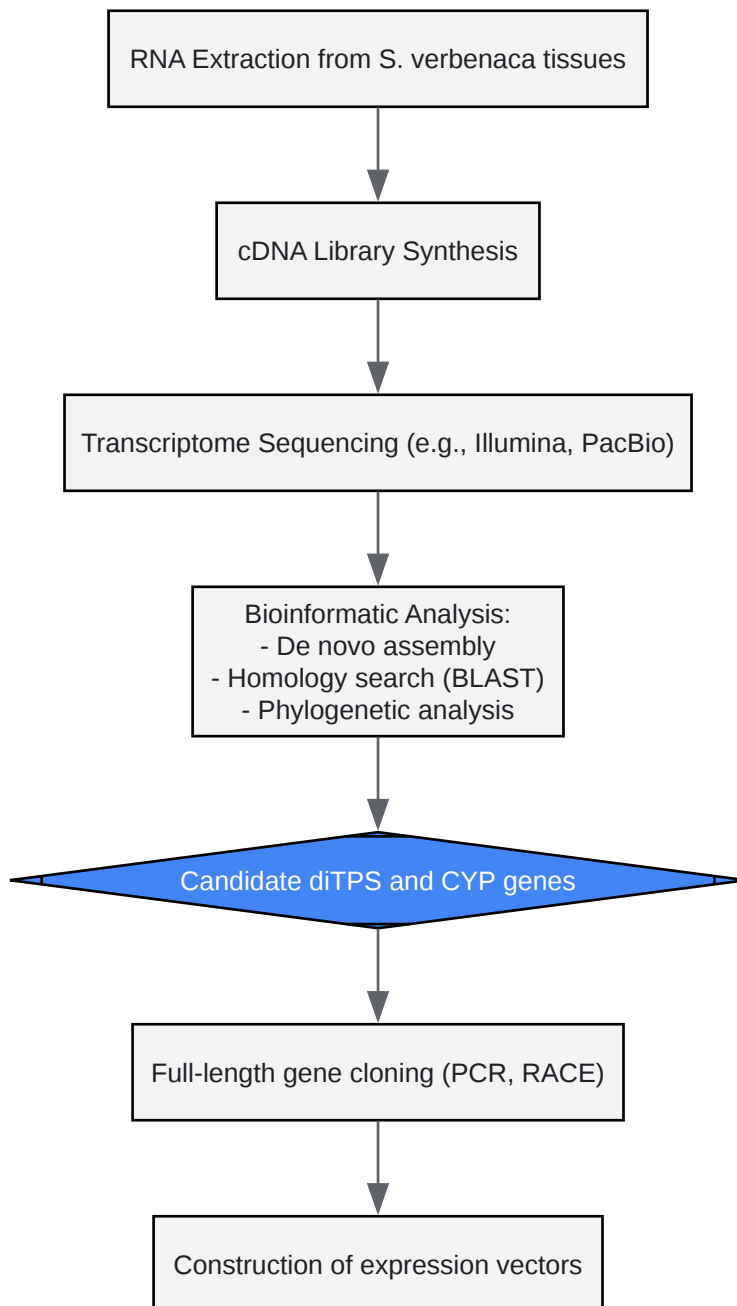 RNA Extraction from S. verbenaca tissues
cDNA Library Synthesis
Transcriptome Sequencing (e.g., Illumina, PacBio)
Bioinformatic Analysis:
- De novo assembly
- Homology search (BLAST)
- Phylogenetic analysis
Candidate diTPS and CYP genes
Full-length gene cloning (PCR, RACE)
Construction of expression vectors